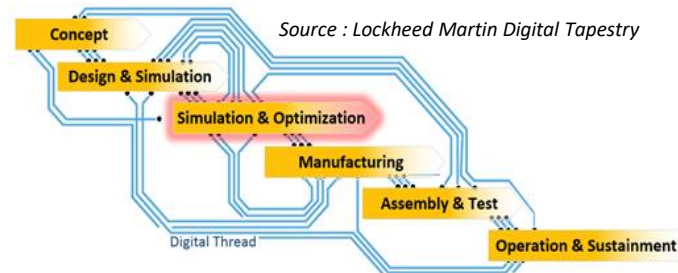 Source : Lockheed Martin Digital Tapestry
Concept
Design & Simulation
Simulation & Optimization
Manufacturing
Assembly & Test
Digital Thread
Operation & Sustainment